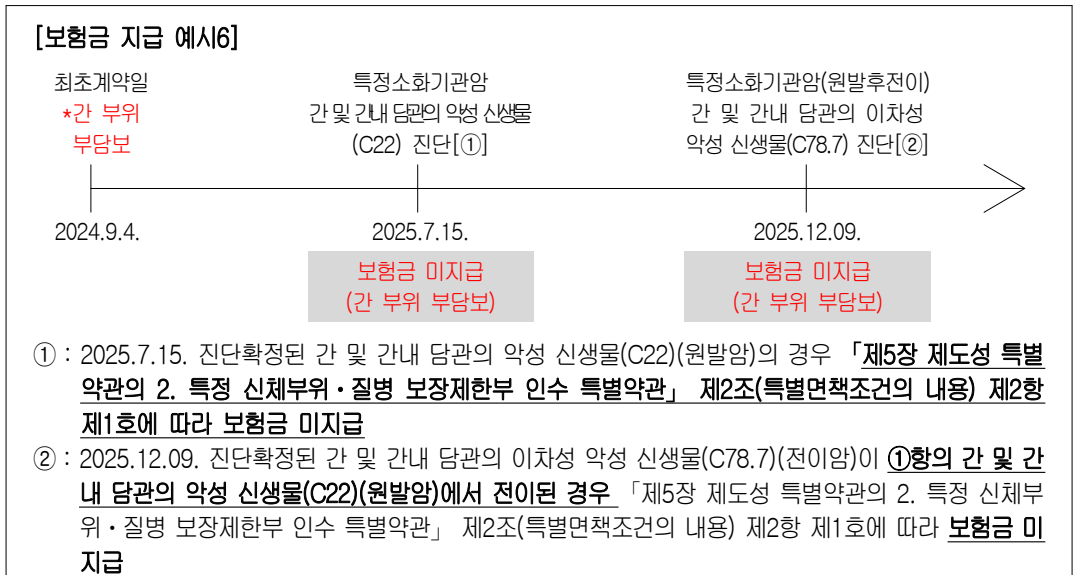 [보험금 지급 예시6]
최초계약일
*간 부위
부담보
특정소화기관암
간 및 간내 담관의 악성 신생물
(C22) 진단[①]
특정소화기관암(원발후전이)
간 및 간내 담관의 이차성
악성 신생물(C78.7) 진단[②]
2024.9.4.
2025.7.15.
2025.12.09.
보험금 미지급
(간 부위 부담보)
보험금 미지급
(간 부위 부담보)
① : 2025.7.15. 진단확정된 간 및 간내 담관의 악성 신생물(C22)(원발암)의 경우 「제5장 제도성 특별
약관의 2. 특정 신체부위・질병 보장제한부 인수 특별약관」 제2조(특별면책조건의 내용) 제2항
제1호에 따라 보험금 미지급
② : 2025.12.09. 진단확정된 간 및 간내 담관의 이차성 악성 신생물(C78.7)(전이암)이 ①항의 간 및 간
내 담관의 악성 신생물(C22)(원발암)에서 전이된 경우 「제5장 제도성 특별약관의 2. 특정 신체부
위・질병 보장제한부 인수 특별약관」 제2조(특별면책조건의 내용) 제2항 제1호에 따라 보험금 미
지급